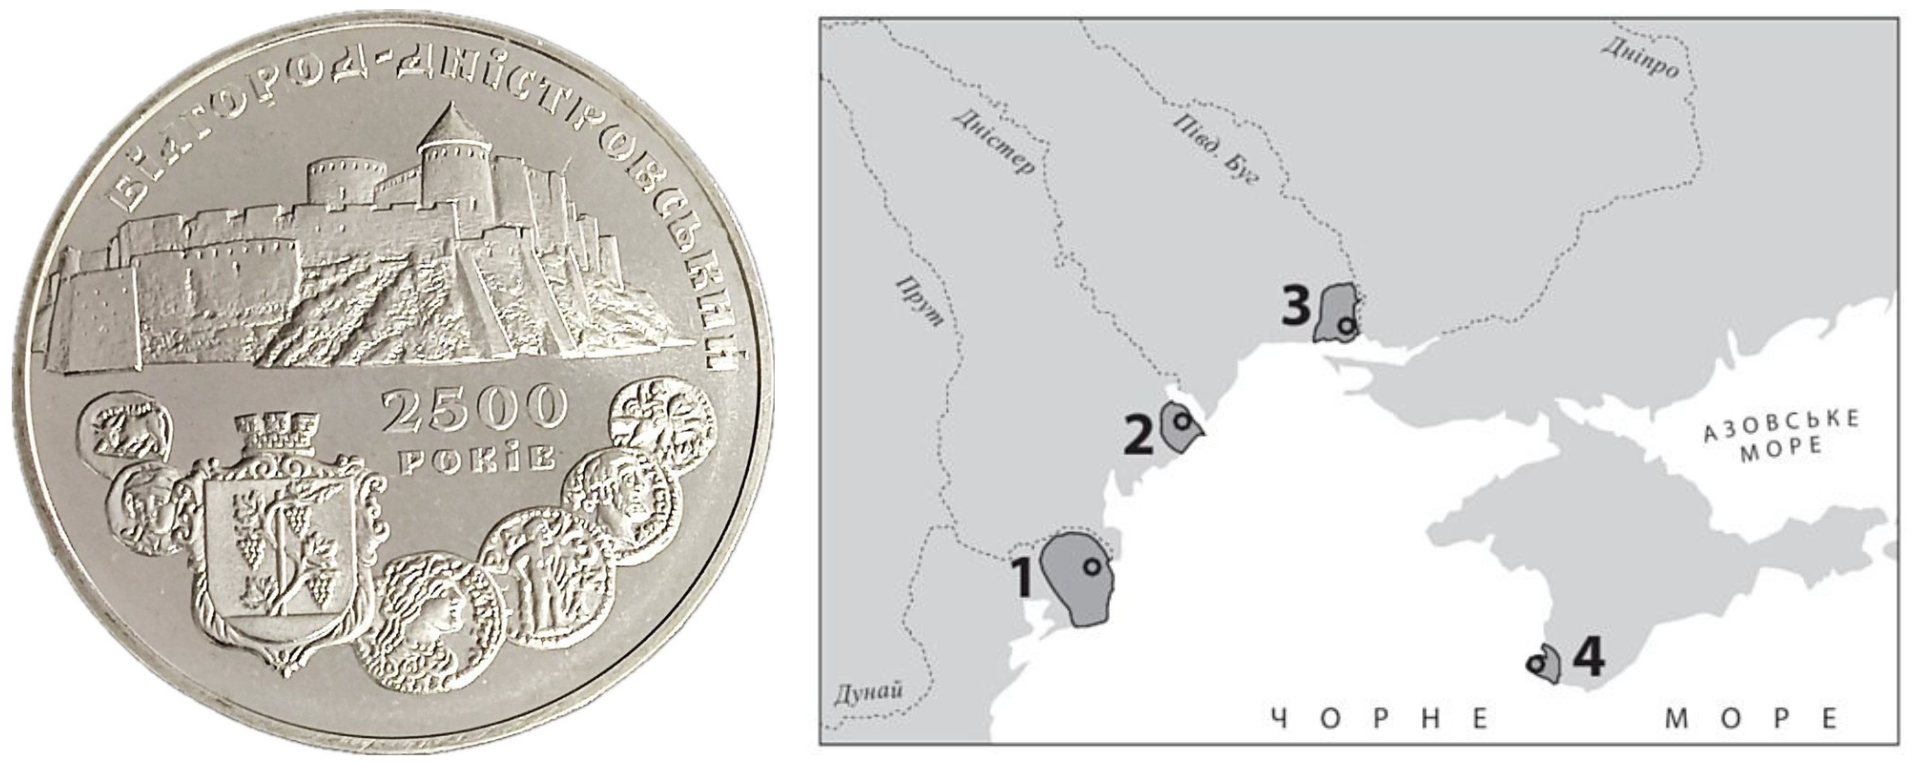 БІЛГОРОД-ДНІСТРОВСЬКИЙ
2500
РОКІВ
Дніпро
Дністер
Півд. Буг
Прут
3
2
АЗОВСЬКЕ
МОРЕ
1
4
Дунай
ЧОРНЕ МОРЕ